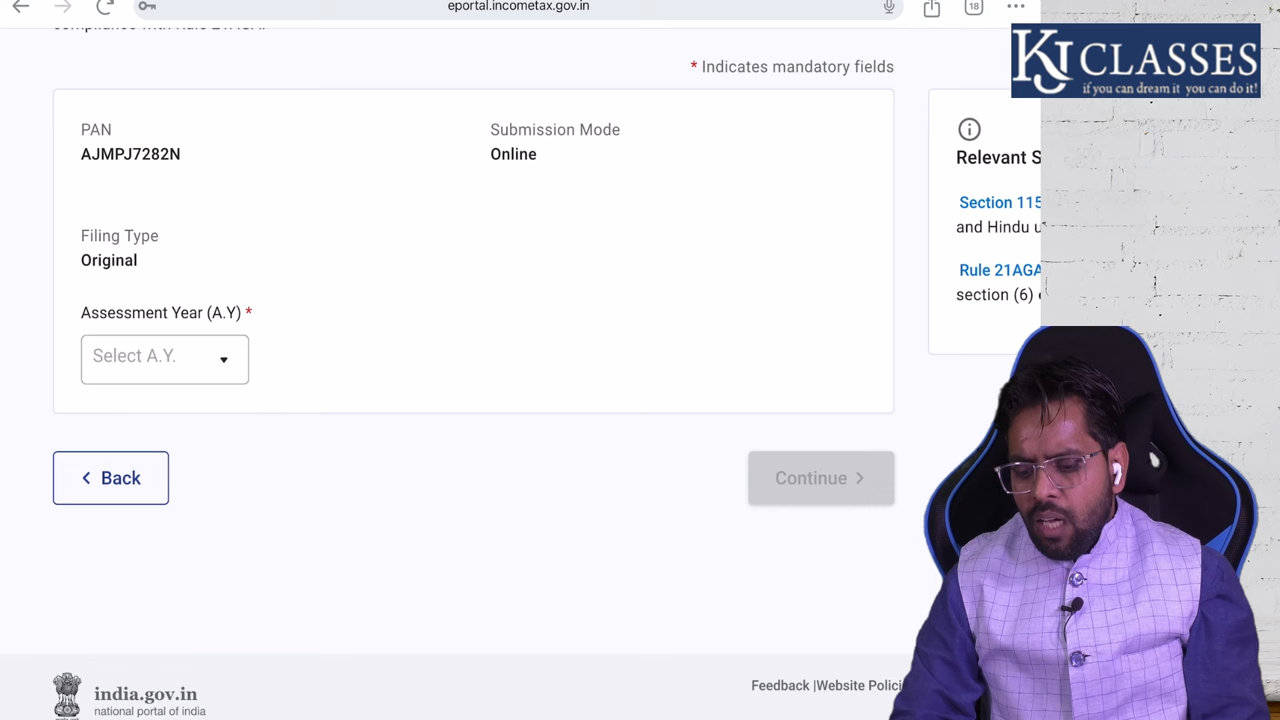 eportal.incometax.gov.in
18
* Indicates mandatory fields
KJ CLASSES
if you can dream it you can do it!
PAN
AJMPJ7282N
Submission Mode
Online
Filing Type
Original
Assessment Year (A.Y) *
Select A.Y.
Relevant S
Section 115
and Hindu u
Rule 21AGA
section (6)
Back
Continue
india.gov.in
national portal of india
Feedback |Website Polici